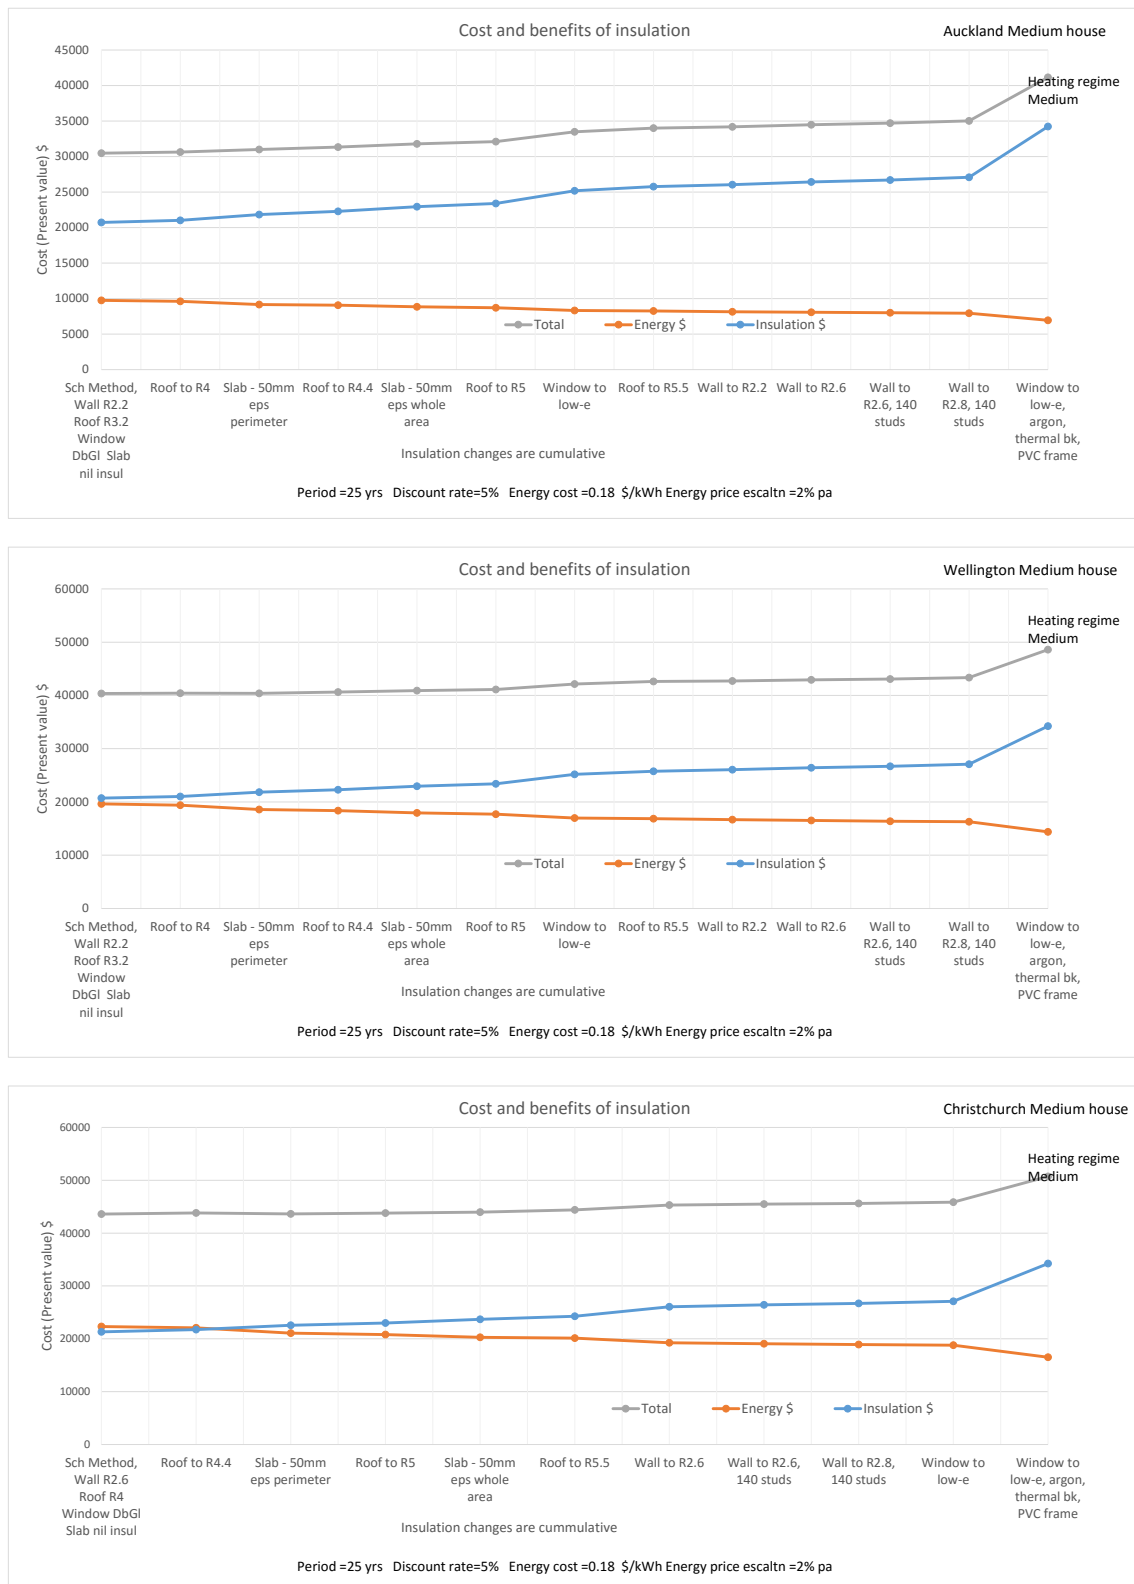 Cost and benefits of insulation
Auckland Medium house
Heating regime
Medium
Cost (Present value) $
45000
40000
35000
30000
25000
20000
15000
10000
5000
0
Total
Energy $
Insulation $
Sch Method,
Wall R2.2
Roof R3.2
Window
DbGl Slab
nil insul
Roof to R4
Slab - 50mm
eps
perimeter
Roof to R4.4
Slab - 50mm
eps whole
area
Roof to R5
Window to
low-e
Roof to R5.5
Wall to R2.2
Wall to R2.6
Wall to
R2.6, 140
studs
Wall to
R2.8, 140
studs
Window to
low-e,
argon,
thermal bk,
PVC frame
Insulation changes are cumulative
Period =25 yrs Discount rate=5% Energy cost =0.18 $/kWh Energy price escaltn =2% pa
Cost and benefits of insulation
Wellington Medium house
Heating regime
Medium
Cost (Present value) $
60000
50000
40000
30000
20000
10000
0
Total
Energy $
Insulation $
Sch Method,
Wall R2.2
Roof R3.2
Window
DbGl Slab
nil insul
Roof to R4
Slab - 50mm
eps
perimeter
Roof to R4.4
Slab - 50mm
eps whole
area
Roof to R5
Window to
low-e
Roof to R5.5
Wall to R2.2
Wall to R2.6
Wall to
R2.6, 140
studs
Wall to
R2.8, 140
studs
Window to
low-e,
argon,
thermal bk,
PVC frame
Insulation changes are cumulative
Period =25 yrs Discount rate=5% Energy cost =0.18 $/kWh Energy price escaltn =2% pa
Cost and benefits of insulation
Christchurch Medium house
Heating regime
Medium
Cost (Present value) $
60000
50000
40000
30000
20000
10000
0
Total
Energy $
Insulation $
Sch Method,
Wall R2.6
Roof R4
Window DbGl
Slab nil insul
Roof to R4.4
Slab - 50mm
eps perimeter
Roof to R5
Slab - 50mm
eps whole
area
Roof to R5.5
Wall to R2.6
Wall to R2.6,
140 studs
Wall to R2.8,
140 studs
Window to
low-e
Window to
low-e, argon,
thermal bk,
PVC frame
Insulation changes are cummulative
Period =25 yrs Discount rate=5% Energy cost =0.18 $/kWh Energy price escaltn =2% pa